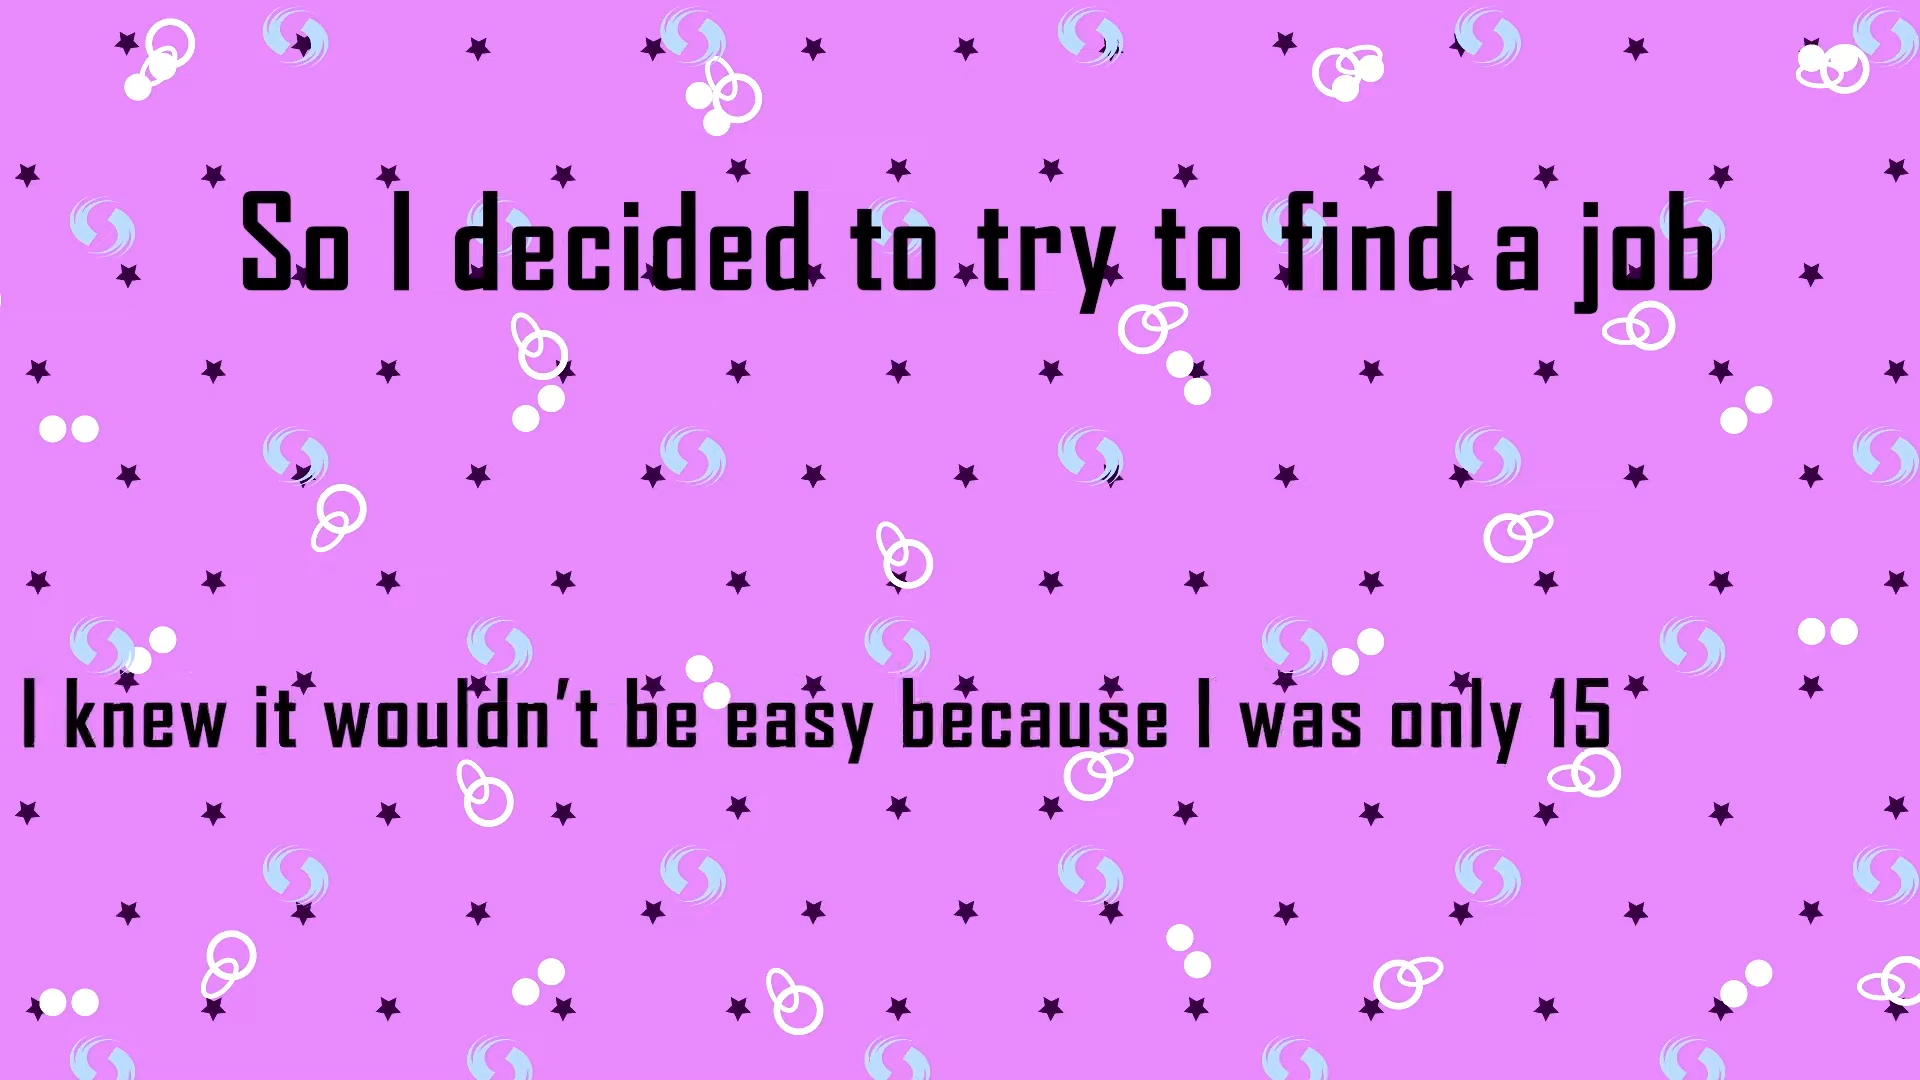 So I decided to try to find a job
I knew it wouldn't be easy because I was only 15